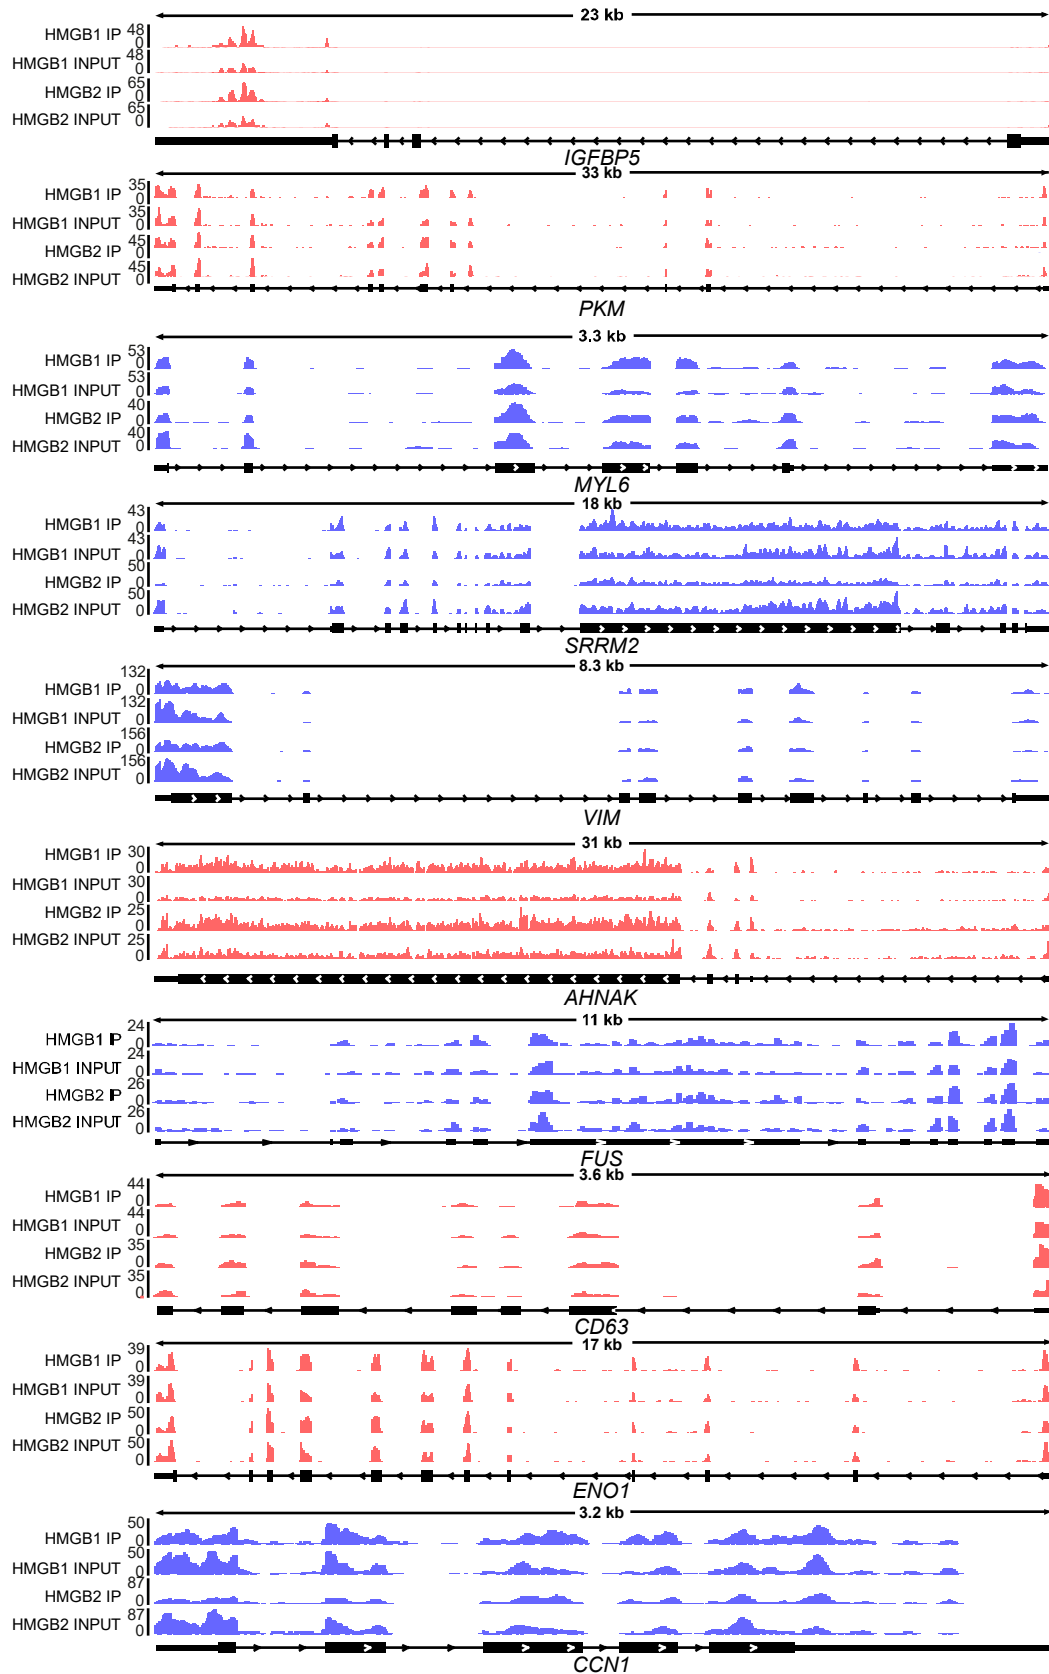 23 kb
HMGB1 IP 48
0
HMGB1 INPUT 48
0
HMGB2 IP 65
0
HMGB2 INPUT 65
0
IGFBP5
33 kb
HMGB1 IP 35
0
HMGB1 INPUT 35
0
HMGB2 IP 45
0
HMGB2 INPUT 45
0
PKM
3.3 kb
HMGB1 IP 53
0
HMGB1 INPUT 53
0
HMGB2 IP 40
0
HMGB2 INPUT 40
0
MYL6
18 kb
HMGB1 IP 43
0
HMGB1 INPUT 43
0
HMGB2 IP 50
0
HMGB2 INPUT 50
0
SRRM2
8.3 kb
HMGB1 IP 132
0
HMGB1 INPUT 132
0
HMGB2 IP 156
0
HMGB2 INPUT 156
0
VIM
31 kb
HMGB1 IP 30
0
HMGB1 INPUT 30
0
HMGB2 IP 25
0
HMGB2 INPUT 25
0
AHNAK
11 kb
HMGB1 IP 24
0
HMGB1 INPUT 24
0
HMGB2 IP 26
0
HMGB2 INPUT 26
0
FUS
3.6 kb
HMGB1 IP 44
0
HMGB1 INPUT 44
0
HMGB2 IP 35
0
HMGB2 INPUT 35
0
CD63
17 kb
HMGB1 IP 39
0
HMGB1 INPUT 39
0
HMGB2 IP 50
0
HMGB2 INPUT 50
0
ENO1
3.2 kb
HMGB1 IP 50
0
HMGB1 INPUT 50
0
HMGB2 IP 87
0
HMGB2 INPUT 87
0
CCN1